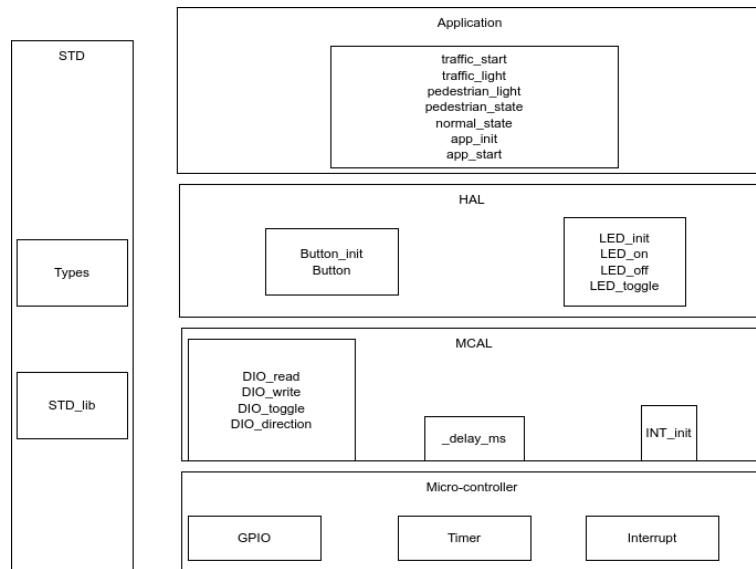 STD
Types
STD_lib
Application
traffic_start
traffic_light
pedestrian_light
pedestrian_state
normal_state
app_init
app_start
HAL
Button_init
Button
LED_init
LED_on
LED_off
LED_toggle
MCAL
DIO_read
DIO_write
DIO_toggle
DIO_direction
_delay_ms
INT_init
Micro-controller
GPIO
Timer
Interrupt